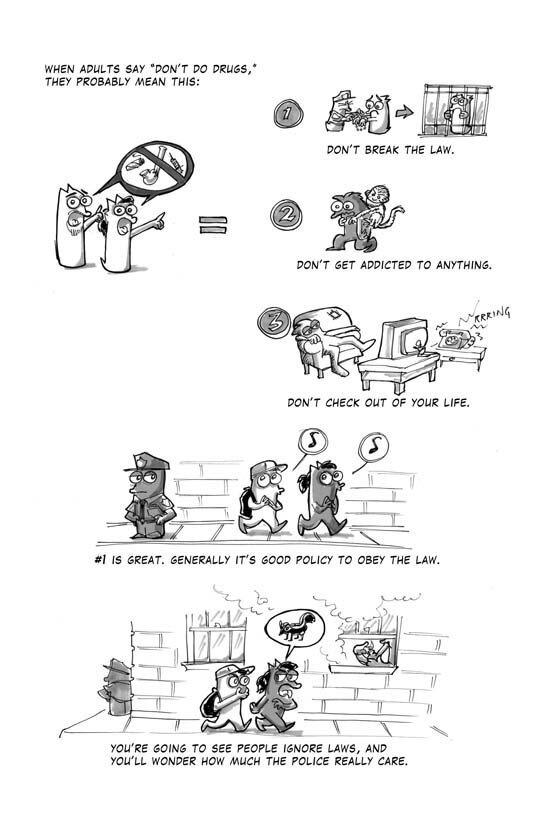 WHEN ADULTS SAY "DON'T DO DRUGS,"
THEY PROBABLY MEAN THIS:
1
DON'T BREAK THE LAW.
=
2
DON'T GET ADDICTED TO ANYTHING.
3
RRRING
DON'T CHECK OUT OF YOUR LIFE.
#1 IS GREAT. GENERALLY IT'S GOOD POLICY TO OBEY THE LAW.
YOU'RE GOING TO SEE PEOPLE IGNORE LAWS, AND
YOU'LL WONDER HOW MUCH THE POLICE REALLY CARE.